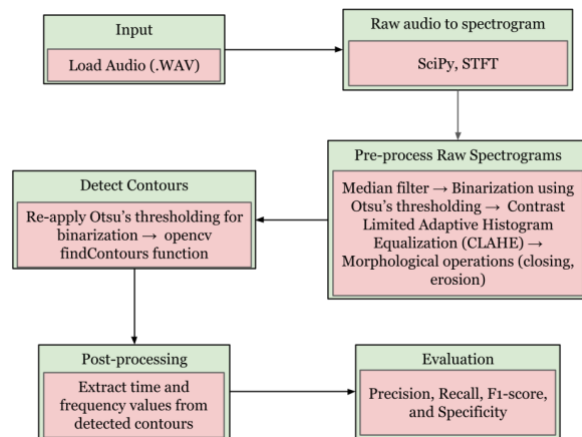 Input
Load Audio (.WAV)
Raw audio to spectrogram
SciPy, STFT
Pre-process Raw Spectrograms
Median filter → Binarization using
Otsu's thresholding → Contrast
Limited Adaptive Histogram
Equalization (CLAHE) →
Morphological operations (closing,
erosion)
Detect Contours
Re-apply Otsu's thresholding for
binarization → opencv
findContours function
Post-processing
Extract time and
frequency values from
detected contours
Evaluation
Precision, Recall, F1-score,
and Specificity